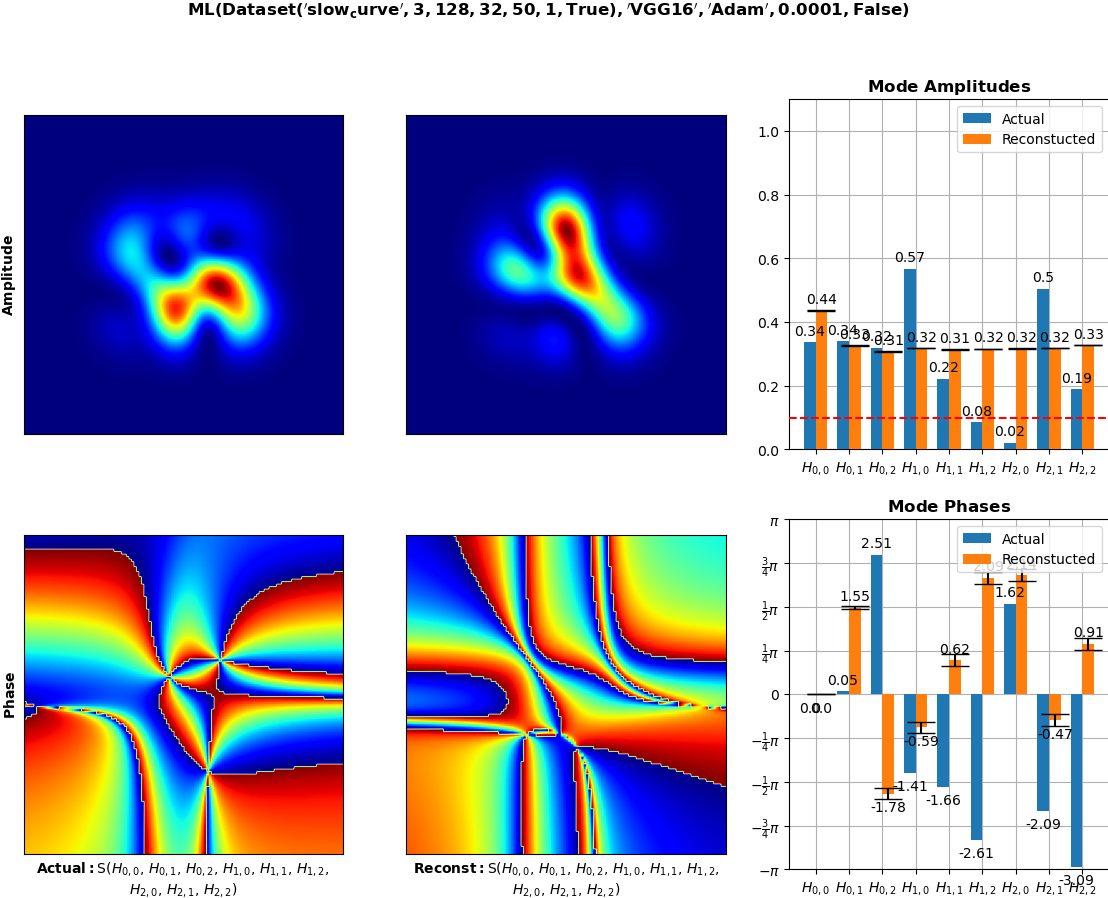 ML(Dataset('slow_curve', 3, 128, 32, 50, 1, True), 'VGG16', 'Adam', 0.0001, False)
Amplitude
Mode Amplitudes
Actual
Reconstucted
1.0
0.8
0.6
0.4
0.2
0.0
0.34 0.34 0.32 0.57 0.22 0.08 0.02 0.5 0.19
0.44 0.33 0.31 0.32 0.31 0.32 0.32 0.32 0.33
H0,0 H0,1 H0,2 H1,0 H1,1 H1,2 H2,0 H2,1 H2,2
Phase
Actual: S(H0,0, H0,1, H0,2, H1,0, H1,1, H1,2,
H2,0, H2,1, H2,2)
Reconst: S(H0,0, H0,1, H0,2, H1,0, H1,1, H1,2,
H2,0, H2,1, H2,2)
Mode Phases
Actual
Reconstucted
π
3/4π
1/2π
1/4π
0
−1/4π
−1/2π
−3/4π
−π
0.0 0.05 2.51 -1.41 -1.66 -2.61 1.62 -2.09 -3.09
0.0 1.55 -1.78 -0.59 0.62 2.09 -0.47 0.91
H0,0 H0,1 H0,2 H1,0 H1,1 H1,2 H2,0 H2,1 H2,2